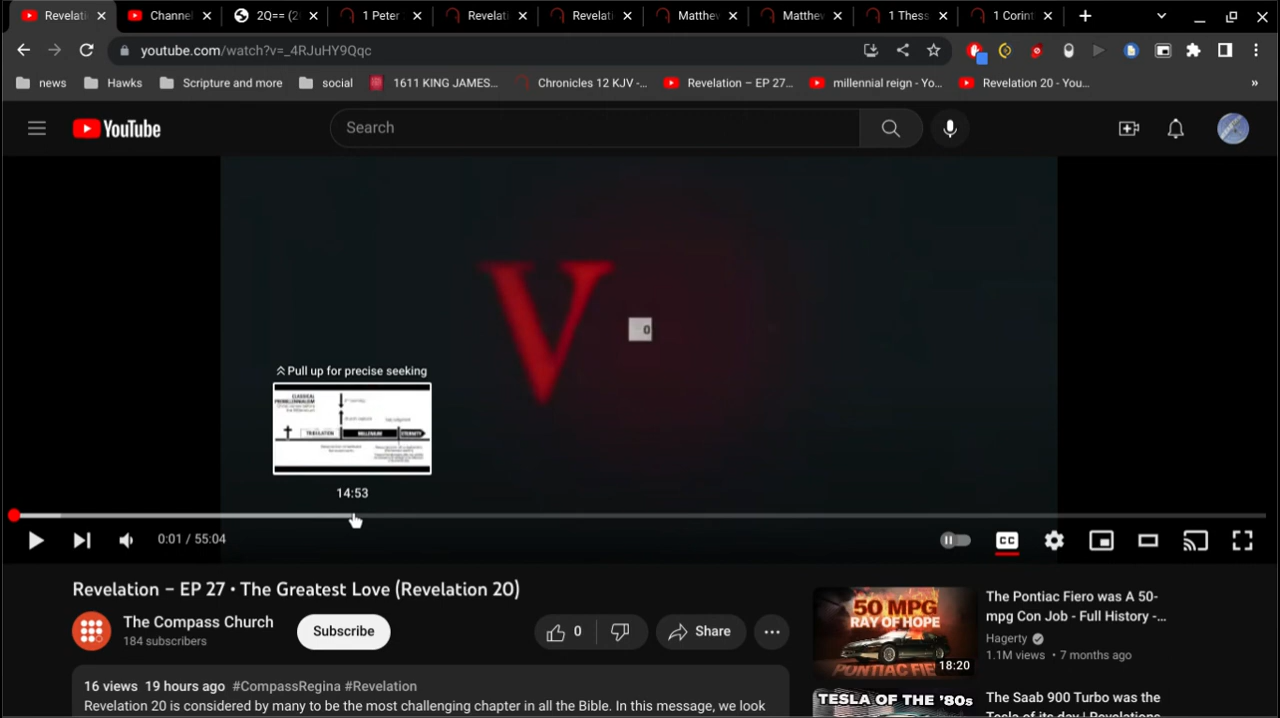 Revelati
Channel
2Q== (2
1 Peter
Revelati
Revelati
Matthew
Matthew
1 Thess
1 Corint
youtube.com/watch?v=_4RJuHY9Qqc
news
Hawks
Scripture and more
social
1611 KING JAMES...
Chronicles 12 KJV -...
Revelation – EP 27...
millennial reign - Yo...
Revelation 20 - You...
YouTube
Search
V
0
Pull up for precise seeking
CLASSICAL
PREMILLENNIALISM
TRIBULATION
MILLENNIUM
ETERNITY
14:53
0:01 / 55:04
CC
Revelation – EP 27 • The Greatest Love (Revelation 20)
The Compass Church
184 subscribers
Subscribe
0
Share
16 views 19 hours ago #CompassRegina #Revelation
Revelation 20 is considered by many to be the most challenging chapter in all the Bible. In this message, we look
50 MPG
RAY OF HOPE
PONTIAC FIE
18:20
The Pontiac Fiero was A 50-
mpg Con Job - Full History -...
Hagerty
1.1M views • 7 months ago
TESLA OF THE '80s
The Saab 900 Turbo was the
Tesla of its day | Revelations